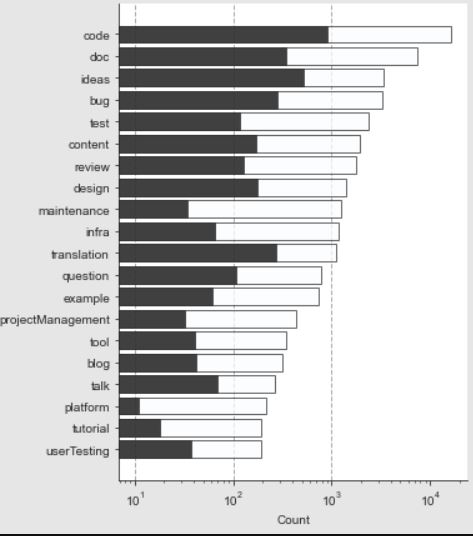 code
doc
ideas
bug
test
content
review
design
maintenance
infra
translation
question
example
projectManagement
tool
blog
talk
platform
tutorial
userTesting
10¹ 10² 10³ 10⁴
Count